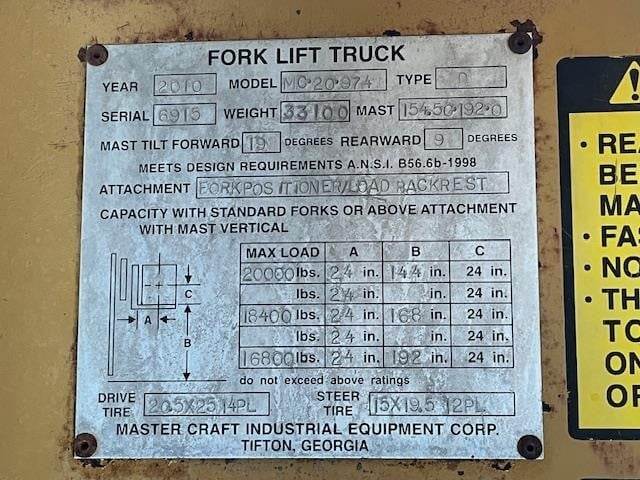 FORK LIFT TRUCK
YEAR 2010 MODEL MC·20·974 TYPE D
SERIAL 6915 WEIGHT 33100 MAST 154.50·192.0
MAST TILT FORWARD 19 DEGREES REARWARD 9 DEGREES
MEETS DESIGN REQUIREMENTS A.N.S.I. B56.6b-1998
ATTACHMENT FORKPOSITIONER/LOAD BACKREST
CAPACITY WITH STANDARD FORKS OR ABOVE ATTACHMENT
WITH MAST VERTICAL
MAX LOAD A B C
20000 lbs. 24 in. 144 in. 24 in.
lbs. 24 in. in. 24 in.
18400 lbs. 24 in. 168 in. 24 in.
lbs. 24 in. in. 24 in.
16800 lbs. 24 in. 192 in. 24 in.
A B C
do not exceed above ratings
DRIVE TIRE 20.5X25 14PL STEER TIRE 15X19.5 12PL
MASTER CRAFT INDUSTRIAL EQUIPMENT CORP.
TIFTON, GEORGIA
· REA
BE
MA
· FAS
· NO
· TH
TO
ON
OF